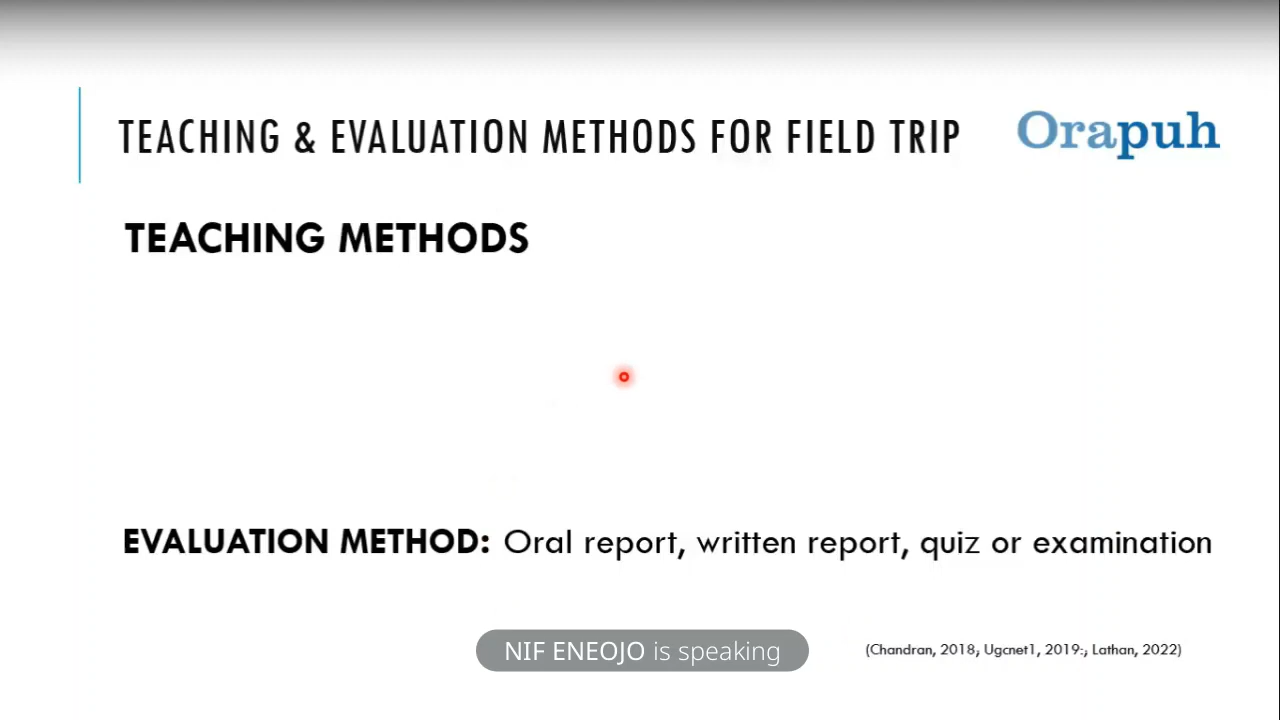 TEACHING & EVALUATION METHODS FOR FIELD TRIP
Orapuh
TEACHING METHODS
EVALUATION METHOD: Oral report, written report, quiz or examination
NIF ENEOJO is speaking
(Chandran, 2018; Ugcnet1, 2019:; Lathan, 2022)